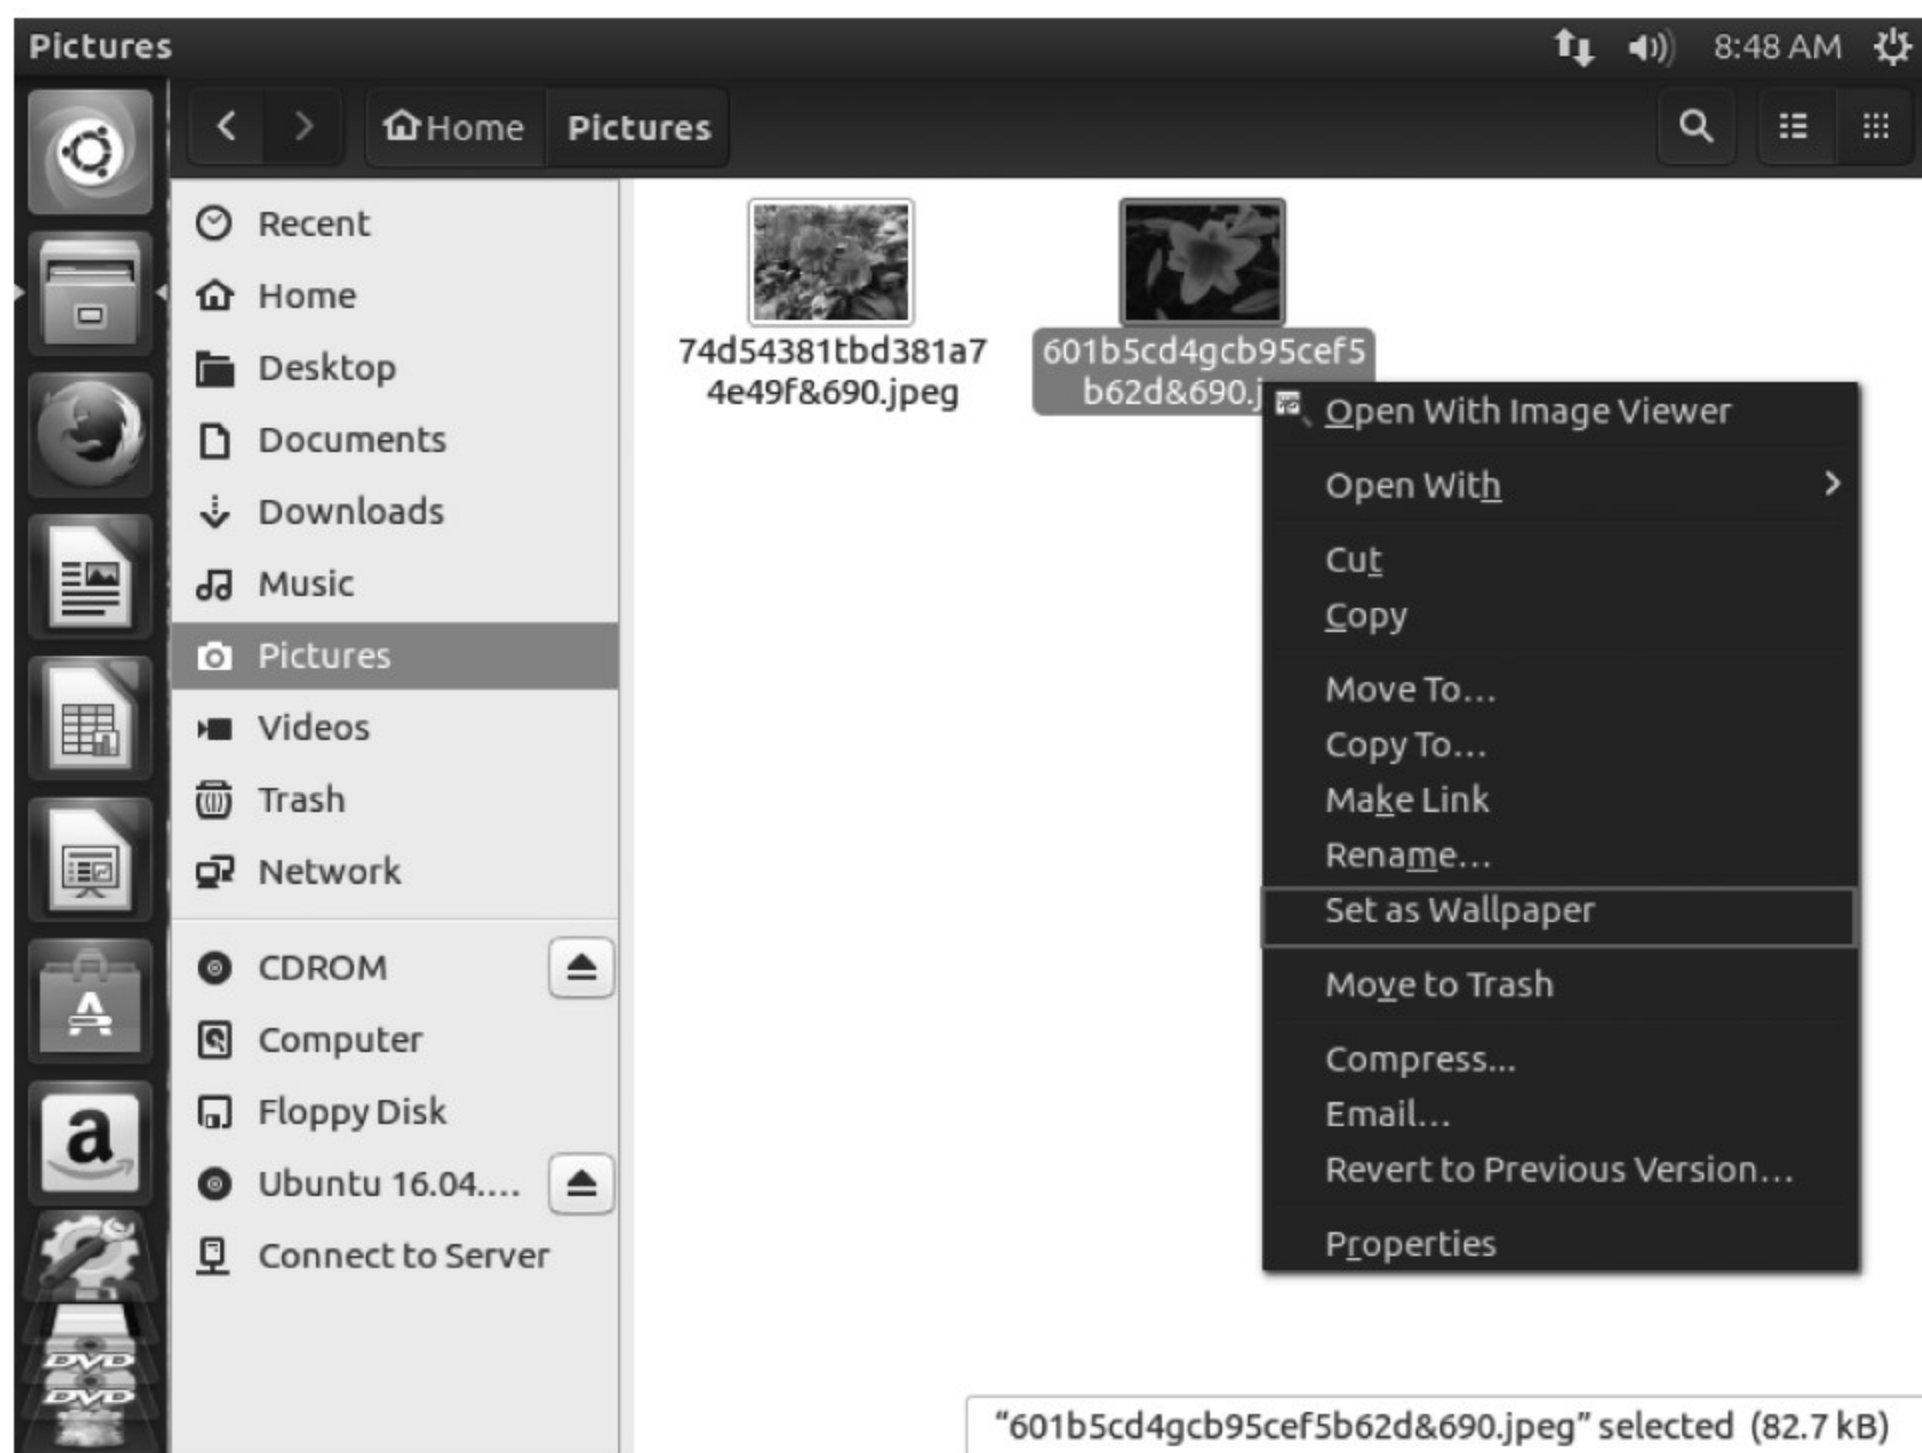 Pictures
8:48 AM
Home
Pictures
Recent
Home
Desktop
Documents
Downloads
Music
Pictures
Videos
Trash
Network
CDROM
Computer
Floppy Disk
Ubuntu 16.04....
Connect to Server
74d54381tbd381a7
4e49f&690.jpeg
601b5cd4gcb95cef5
b62d&690.j
Open With Image Viewer
Open With
Cut
Copy
Move To...
Copy To...
Make Link
Rename...
Set as Wallpaper
Move to Trash
Compress...
Email...
Revert to Previous Version...
Properties
A
a
DVD
DVD
“601b5cd4gcb95cef5b62d&690.jpeg” selected (82.7 kB)